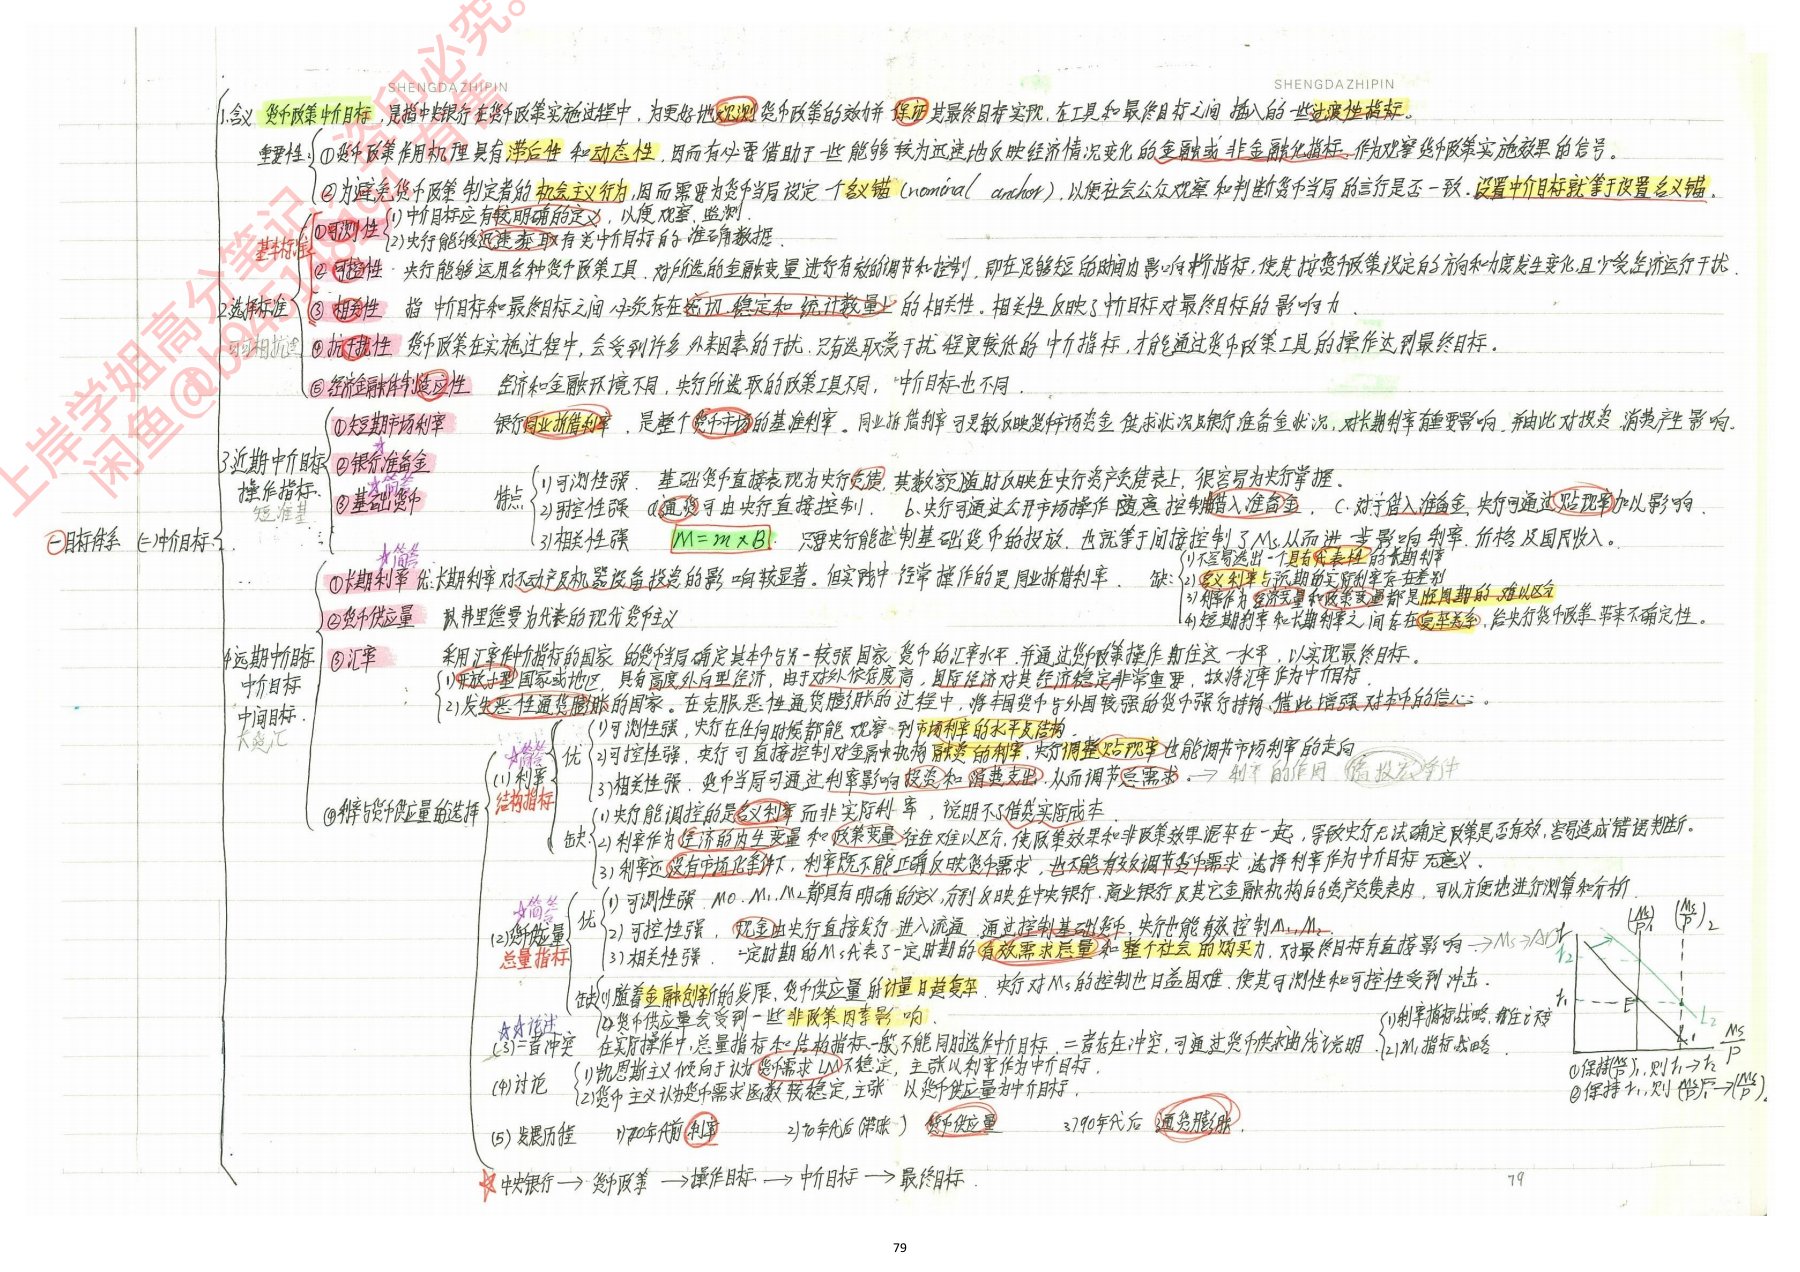 SHENGDAZHIPIN
SHENGDAZHIPIN
上岸学姐高分笔记,盗印必究。
一 目标体系 (二)中介目标
1.含义 货币政策中介目标,是指中央银行在货币政策实施过程中,为更好地观测货币政策的效力并保证其最终目标实现,在工具和最终目标之间插入的一些过渡性指标。
重要性 ①货币政策作用机理具有滞后性和动态性,因而有必要借助于一些能够较为迅速地反映经济情况变化的金融或非金融化指标,作为观察货币政策实施效果的信号。
②为避免货币政策制定者的机会主义行为,因而需要为货币当局设定一个名义锚(nominal anchor),以便社会公众观察和判断货币当局的言行是否一致.设置中介目标就等于设置名义锚。
2.选择标准
可可相抗适
基本标准
①可测性 (1)中介目标应有较明确的定义,以便观察、监测.
(2)央行能够迅速获取有关中介目标的准确数据.
②可控性 央行能够运用各种货币政策工具,对所选的金融变量进行有效的调节和控制,即在足够短的时间内影响中介指标,使其按货币政策设定的方向和力度发生变化,且少受经济运行干扰.
③相关性 指中介目标和最终目标之间必须存在密切、稳定和统计数量上的相关性。相关性反映了中介目标对最终目标的影响力.
④抗干扰性 货币政策在实施过程中,会受到许多外来因素的干扰.只有选取受干扰程度较低的中介指标,才能通过货币政策工具的操作达到最终目标。
⑤经济金融体制适应性 经济和金融环境不同,央行所选取的政策工具不同,中介目标也不同.
3近期中介目标
操作指标.
短准基
①短期市场利率 银行同业拆借利率,是整个货币市场的基准利率。同业拆借利率可灵敏反映货币市场资金供求状况及银行准备金状况,对长期利率有重要影响,并由此对投资、消费产生影响.
②银行准备金
☆简答
③基础货币 特点 1)可测性强. 基础货币直接表现为央行负债,其数额随时反映在央行资产负债表上,很容易为央行掌握.
2)可控性强 a.通货可由央行直接控制. b.央行可通过公开市场操作随意控制非借入准备金. C.对于借入准备金,央行可通过贴现率加以影响.
3)相关性强 M=m×B. 只要央行能控制基础货币的投放,也就等于间接控制了Ms,从而进一步影响利率.价格及国民收入。
4远期中介目标
中介目标
中间目标.
长货汇
☆简答
①长期利率 优:长期利率对不动产及机器设备投资的影响较显著。但实践中经常操作的是同业拆借利率. 缺: 1)不容易选出一个具有代表性的长期利率
2)名义利率与预期的实际利率存在差别
3)利率作为经济变量和政策变量都是顺周期的,难以区分
4)短期利率和长期利率之间存在复杂关系,给央行货币政策带来不确定性。
②货币供应量 以弗里德曼为代表的现代货币主义
③汇率 采用汇率作中介指标的国家的货币当局确定其本币与另一较强国家货币的汇率水平,并通过货币政策操作盯住这一水平,以实现最终目标。
1)开放小型国家或地区,具有高度外向型经济,由于对外依存度高,国际经济对其经济稳定非常重要,故将汇率作为中介目标.
2)发生恶性通货膨胀的国家。在克服恶性通货膨胀的过程中,将本国货币与外国较强的货币强行挂钩,借此增强对本币的信心.
④利率与货币供应量的选择
☆简答
(1)利率
结构指标
优 1)可测性强,央行在任何时候都能观察到市场利率的水平及结构
2)可控性强,央行可直接控制对金融机构融资的利率,央行调整贴现率也能调节市场利率的走向
3)相关性强.货币当局可通过利率影响投资和消费支出,从而调节总需求 → 利率的作用
缺: 1)央行能调控的是名义利率而非实际利率,说明不了借贷实际成本.
2)利率作为经济的内生变量和政策变量往往难以区分,使政策效果和非政策效果混杂在一起,导致央行无法确定政策是否有效,容易造成错误判断。
3)利率还没有市场化条件下,利率既不能正确反映货币需求,也不能有效调节货币需求,选择利率作为中介目标无意义.
☆简答
(2)货币供应量
总量指标
优 1)可测性强.M0、M1、M2都具有明确的定义,分别反映在中央银行、商业银行及其它金融机构的资产负债表内,可以方便地进行测算和分析.
2)可控性强.现金由央行直接发行,进入流通.通过控制基础货币,央行也能有效控制M1、M2
3)相关性强.一定时期的Ms代表了一定时期的有效需求总量和整个社会的购买力,对最终目标有直接影响 → Ms→AD
缺 1)随着金融创新的发展,货币供应量的计量日趋复杂,央行对Ms的控制也日益困难,使其可测性和可控性受到冲击.
2)货币供应量会受到一些非政策因素影响.
☆☆论述
(3)二者冲突 在实际操作中,总量指标和结构指标一般不能同时选作中介目标,二者存在冲突,可通过货币供求曲线说明. 1)利率指标战略,盯住i不变
2)Ms指标战略.
(4)讨论 1)凯恩斯主义倾向于认为货币需求LM不稳定,主张以利率作为中介目标.
2)货币主义认为货币需求函数较稳定,主张以货币供应量为中介目标.
(5)发展历程 1)70年代前 利率 2)70年代后(滞胀) 货币供应量 3)90年代后 通货膨胀.
☆中央银行→货币政策→操作目标→中介目标→最终目标.
r (Ms/P)1 (Ms/P)2
r2
r1 E L1 L2
Ms/P
①保持(Ms/P)1,则r1→r2
②保持r1,则(Ms/P)1→(Ms/P)2
79
79